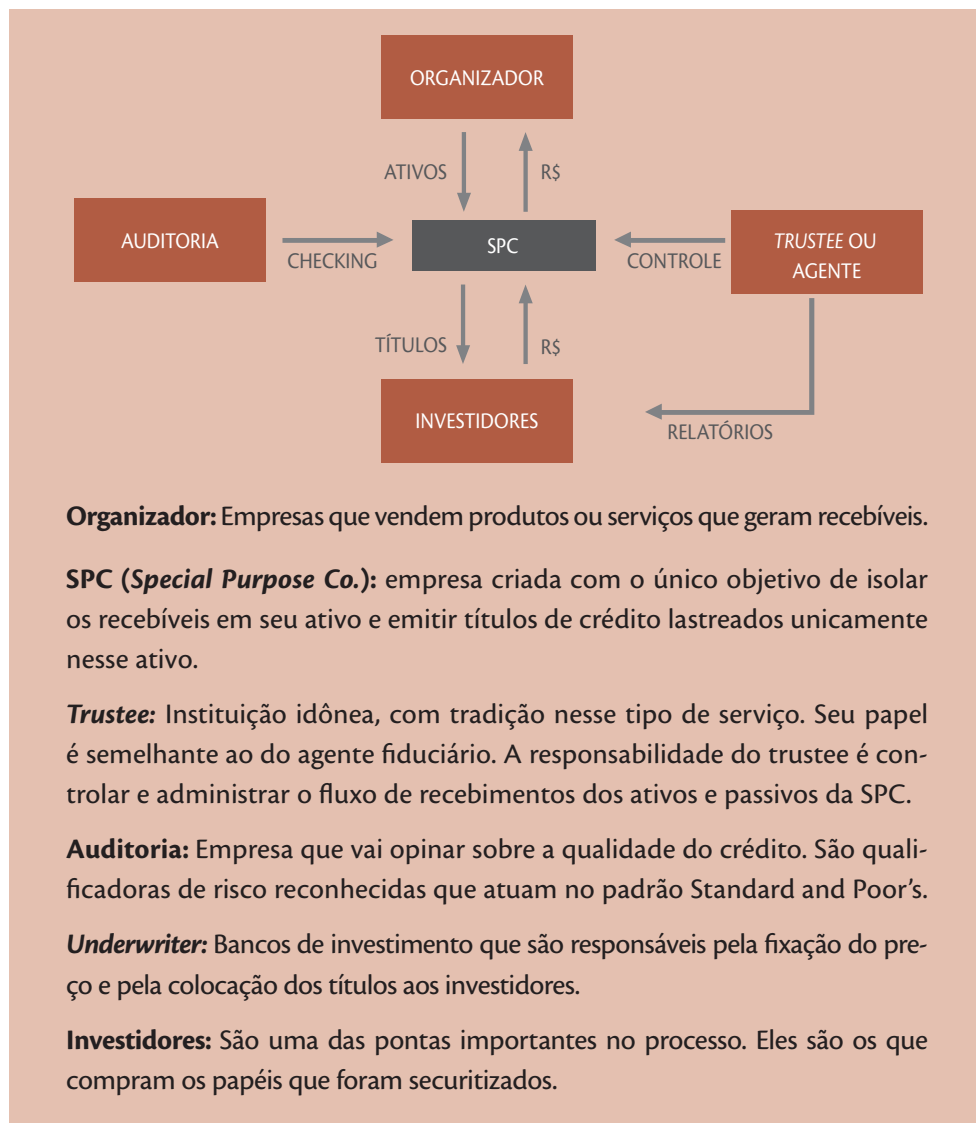 ORGANIZADOR
ATIVOS
R$
AUDITORIA
CHECKING
SPC
CONTROLE
TRUSTEE OU
AGENTE
TÍTULOS
R$
INVESTIDORES
RELATÓRIOS
Organizador: Empresas que vendem produtos ou serviços que geram recebíveis.
SPC (Special Purpose Co.): empresa criada com o único objetivo de isolar
os recebíveis em seu ativo e emitir títulos de crédito lastreados unicamente
nesse ativo.
Trustee: Instituição idônea, com tradição nesse tipo de serviço. Seu papel
é semelhante ao do agente fiduciário. A responsabilidade do trustee é con-
trolar e administrar o fluxo de recebimentos dos ativos e passivos da SPC.
Auditoria: Empresa que vai opinar sobre a qualidade do crédito. São quali-
ficadoras de risco reconhecidas que atuam no padrão Standard and Poor's.
Underwriter: Bancos de investimento que são responsáveis pela fixação do pre-
ço e pela colocação dos títulos aos investidores.
Investidores: São uma das pontas importantes no processo. Eles são os que
compram os papéis que foram securitizados.